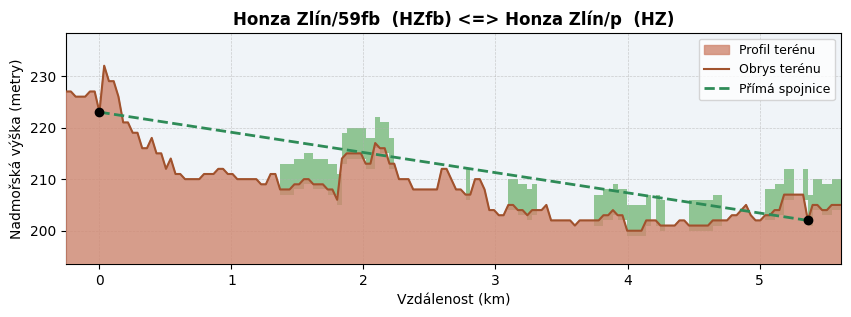 Honza Zlín/59fb  (HZfb) <=> Honza Zlín/p  (HZ)
Nadmořská výška (metry)
230
220
210
200
Profil terénu
Obrys terénu
Přímá spojnice
0 1 2 3 4 5
Vzdálenost (km)